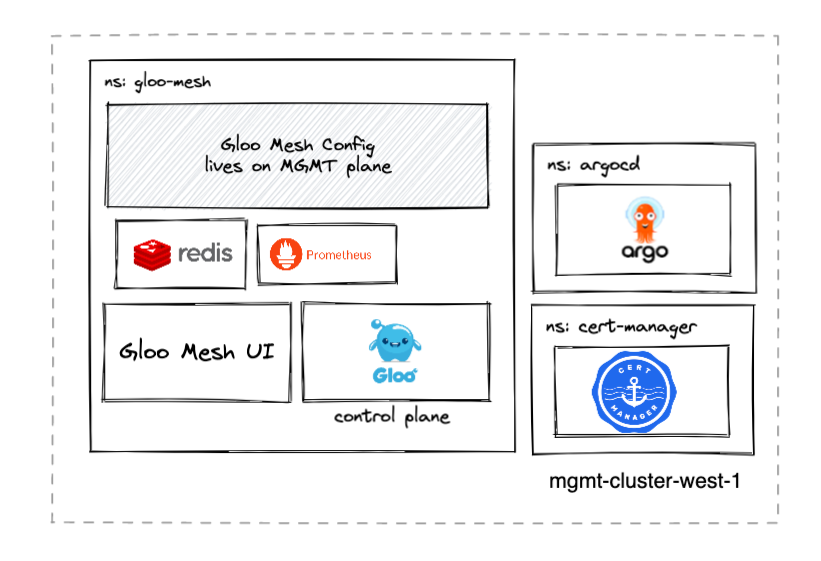 ns: gloo-mesh
Gloo Mesh Config
lives on MGMT plane
redis
Prometheus
Gloo Mesh UI
Gloo
control plane
ns: argocd
argo
ns: cert-manager
CERT
MANAGER
mgmt-cluster-west-1